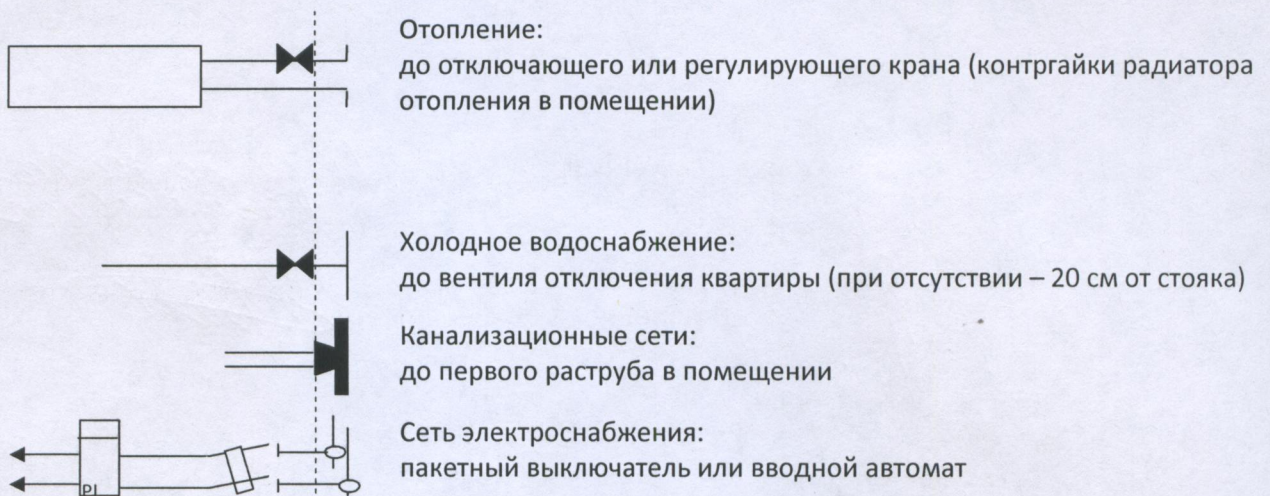 Отопление:
до отключающего или регулирующего крана (контргайки радиатора
отопления в помещении)
Холодное водоснабжение:
до вентиля отключения квартиры (при отсутствии – 20 см от стояка)
Канализационные сети:
до первого раструба в помещении
Сеть электроснабжения:
пакетный выключатель или вводной автомат
PI